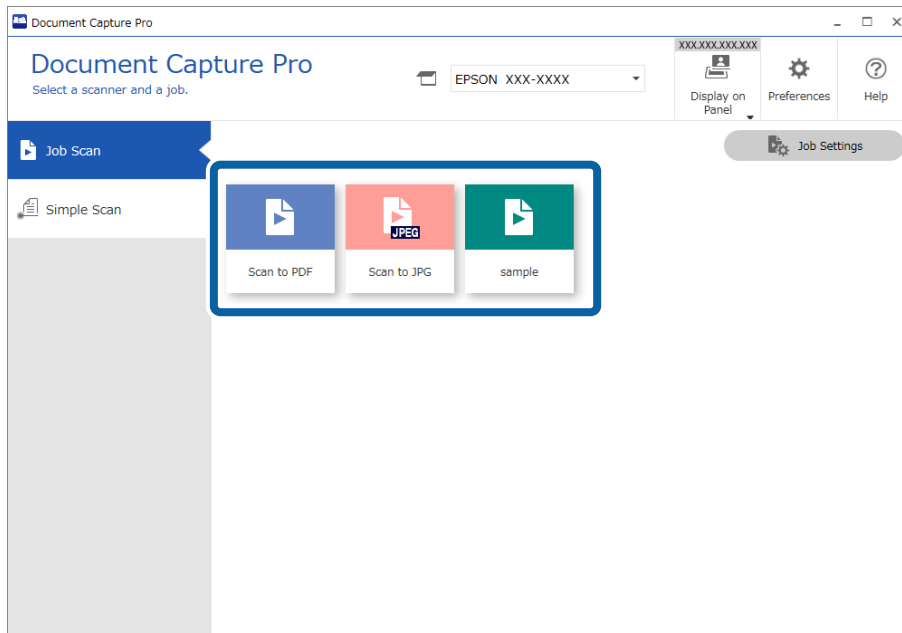 Document Capture Pro
Document Capture Pro
Select a scanner and a job.
EPSON XXX-XXXX
XXX.XXX.XXX.XXX
Display on
Panel
Preferences
Help
Job Scan
Job Settings
Simple Scan
JPEG
Scan to PDF
Scan to JPG
sample